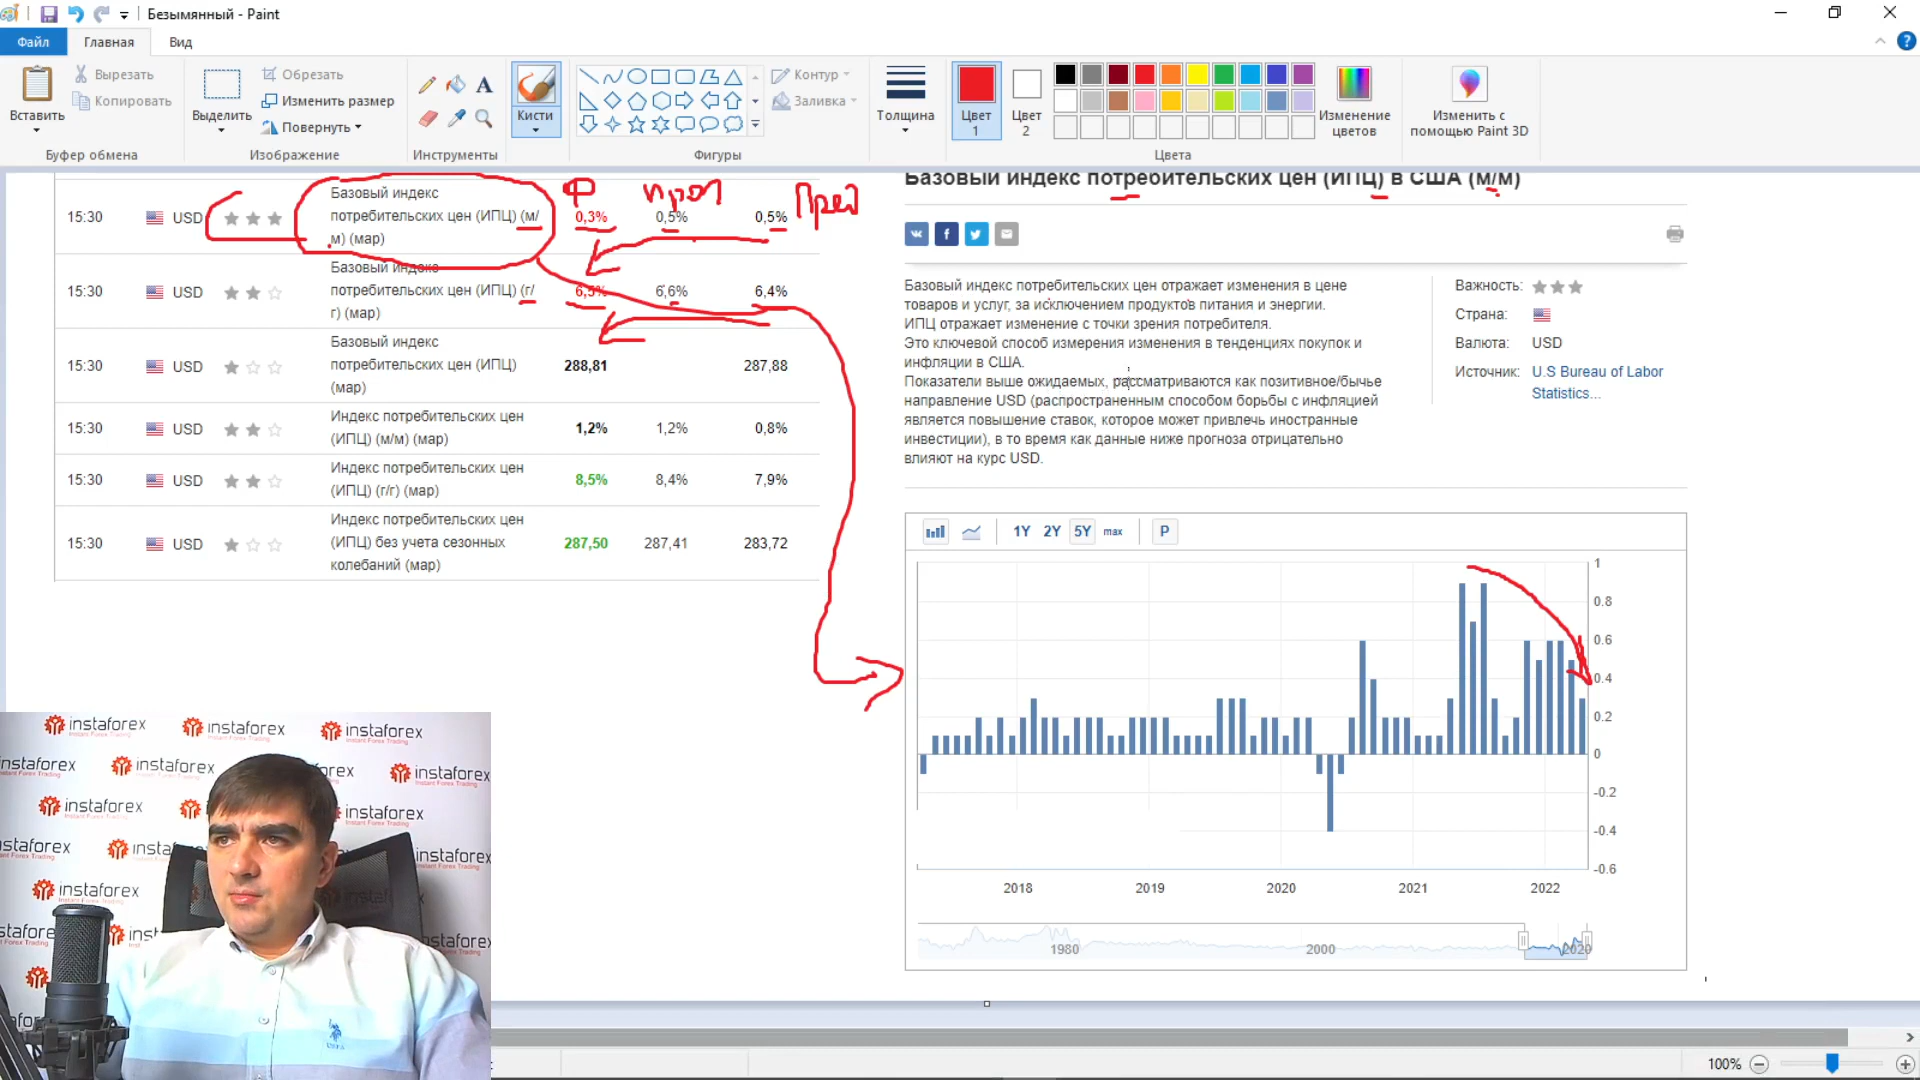 Безымянный - Paint
Файл
Главная
Вид
Вставить
Вырезать
Копировать
Буфер обмена
Выделить
Обрезать
Изменить размер
Повернуть
Изображение
Инструменты
Кисти
Фигуры
Контур
Заливка
Толщина
Цвет 1
Цвет 2
Изменение цветов
Цвета
Изменить с помощью Paint 3D
Ф
прог
Пред
15:30 USD Базовый индекс
потребительских цен (ИПЦ) (м/
м) (мар)
0,3% 0,5% 0,5%
15:30 USD Базовый индекс
потребительских цен (ИПЦ) (г/
г) (мар)
6,5% 6,6% 6,4%
15:30 USD Базовый индекс
потребительских цен (ИПЦ)
(мар)
288,81 287,88
15:30 USD Индекс потребительских цен
(ИПЦ) (м/м) (мар)
1,2% 1,2% 0,8%
15:30 USD Индекс потребительских цен
(ИПЦ) (г/г) (мар)
8,5% 8,4% 7,9%
15:30 USD Индекс потребительских цен
(ИПЦ) без учета сезонных
колебаний (мар)
287,50 287,41 283,72
Базовый индекс потребительских цен (ИПЦ) в США (м/м)
Базовый индекс потребительских цен отражает изменения в цене
товаров и услуг, за исключением продуктов питания и энергии.
ИПЦ отражает изменение с точки зрения потребителя.
Это ключевой способ измерения изменения в тенденциях покупок и
инфляции в США.
Показатели выше ожидаемых, рассматриваются как позитивное/бычье
направление USD (распространенным способом борьбы с инфляцией
является повышение ставок, которое может привлечь иностранные
инвестиции), в то время как данные ниже прогноза отрицательно
влияют на курс USD.
Важность:
Страна:
Валюта: USD
Источник: U.S Bureau of Labor
Statistics...
1Y 2Y 5Y max P
1
0.8
0.6
0.4
0.2
0
-0.2
-0.4
-0.6
2018 2019 2020 2021 2022
1980 2000 2020
instaforex
Instant Forex Trading
100%